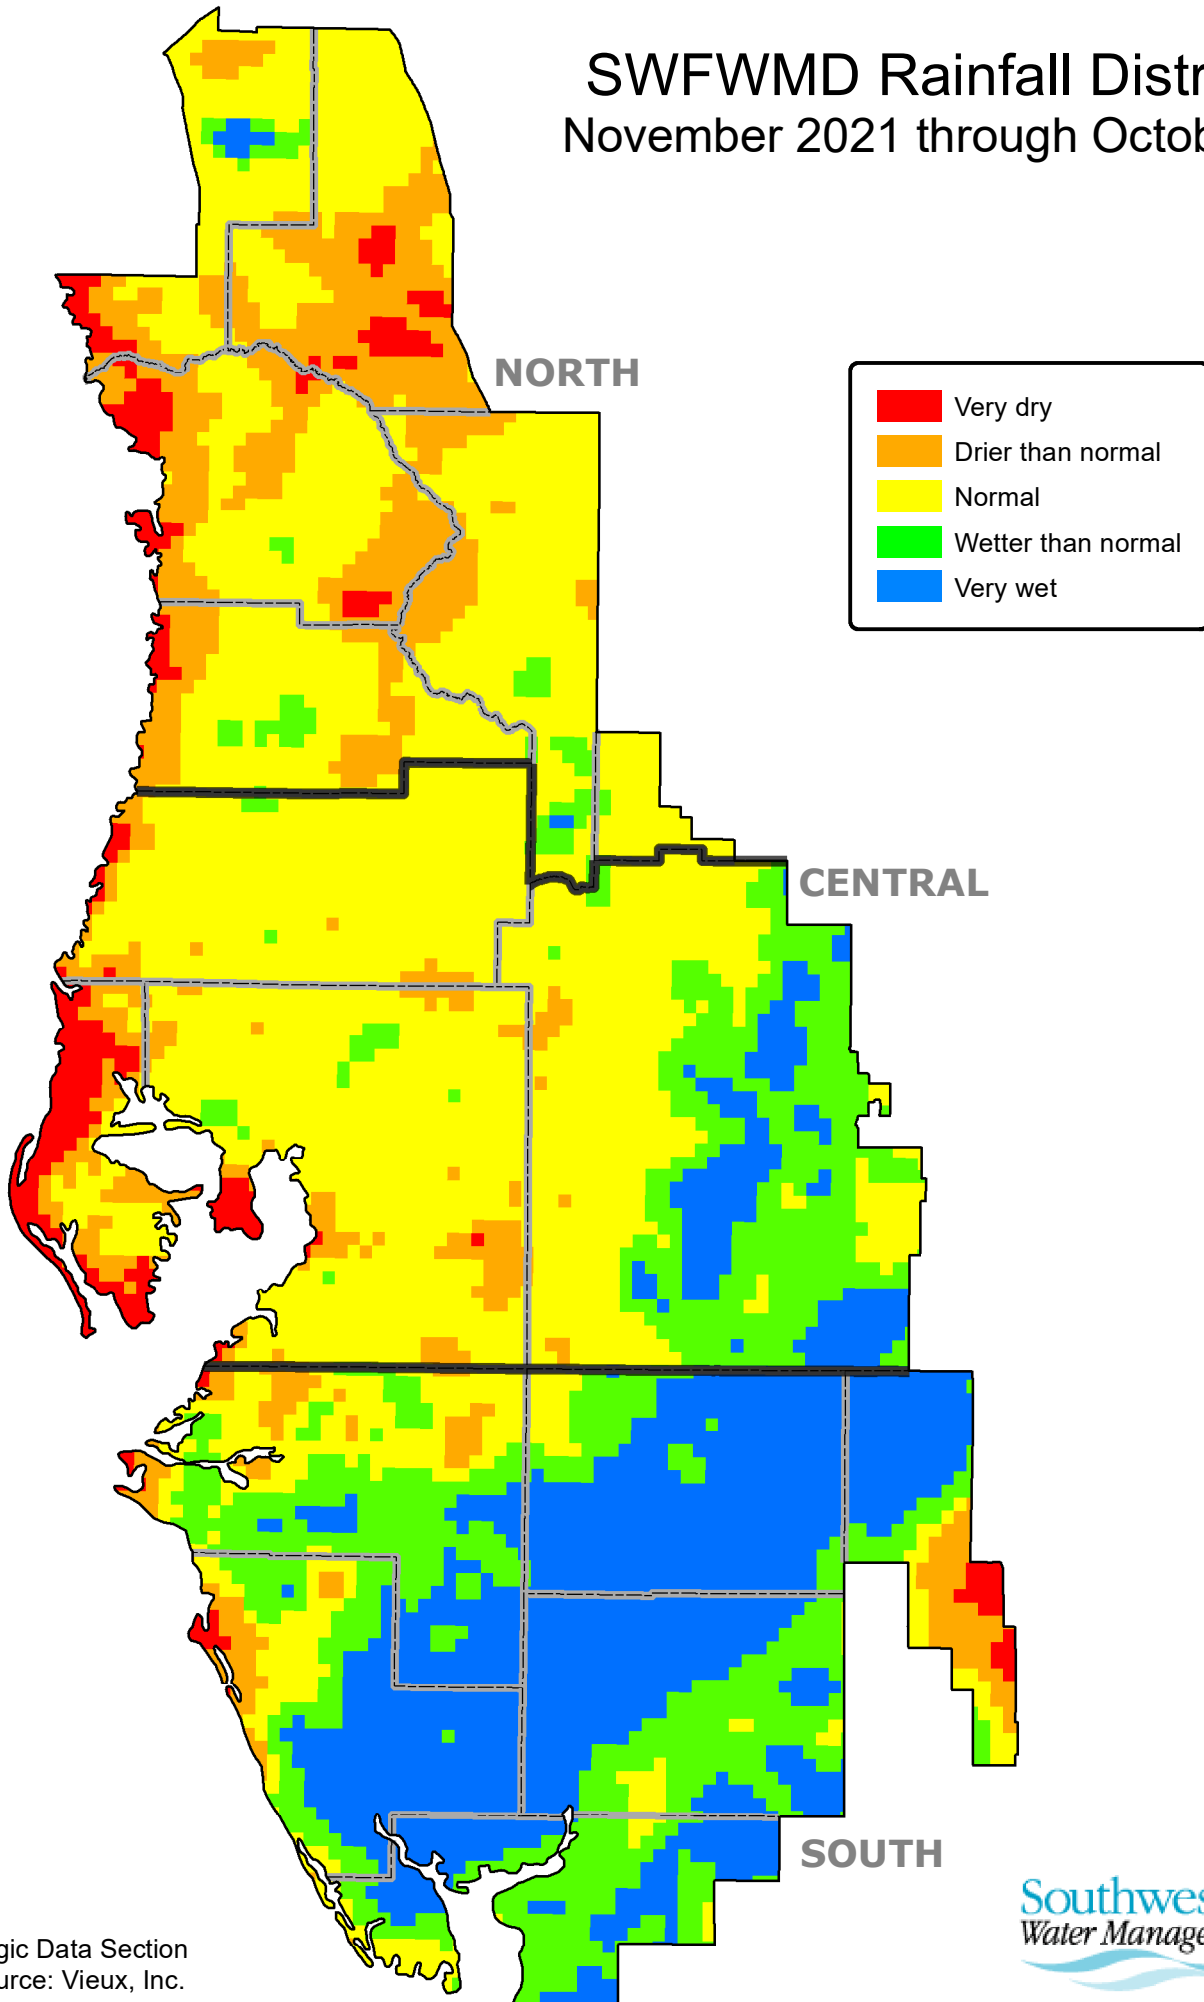 SWFWMD Rainfall Distr
November 2021 through Octob
NORTH
Very dry
Drier than normal
Normal
Wetter than normal
Very wet
CENTRAL
SOUTH
Southwes
Water Manage
gic Data Section
urce: Vieux, Inc.